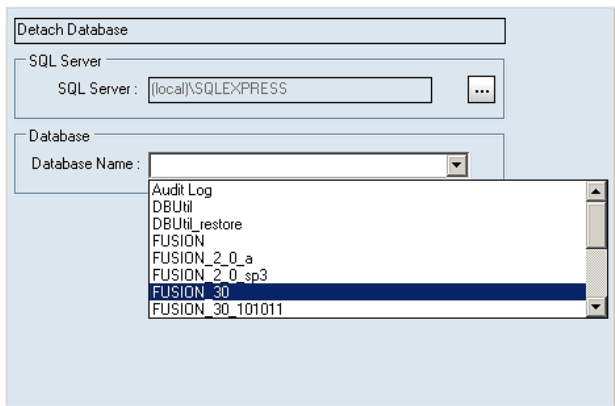 Detach Database
SQL Server
SQL Server : (local)\SQLEXPRESS ...
Database
Database Name :
Audit Log
DBUtil
DBUtil_restore
FUSION
FUSION_2_0_a
FUSION_2_0_sp3
FUSION_30
FUSION_30_101011